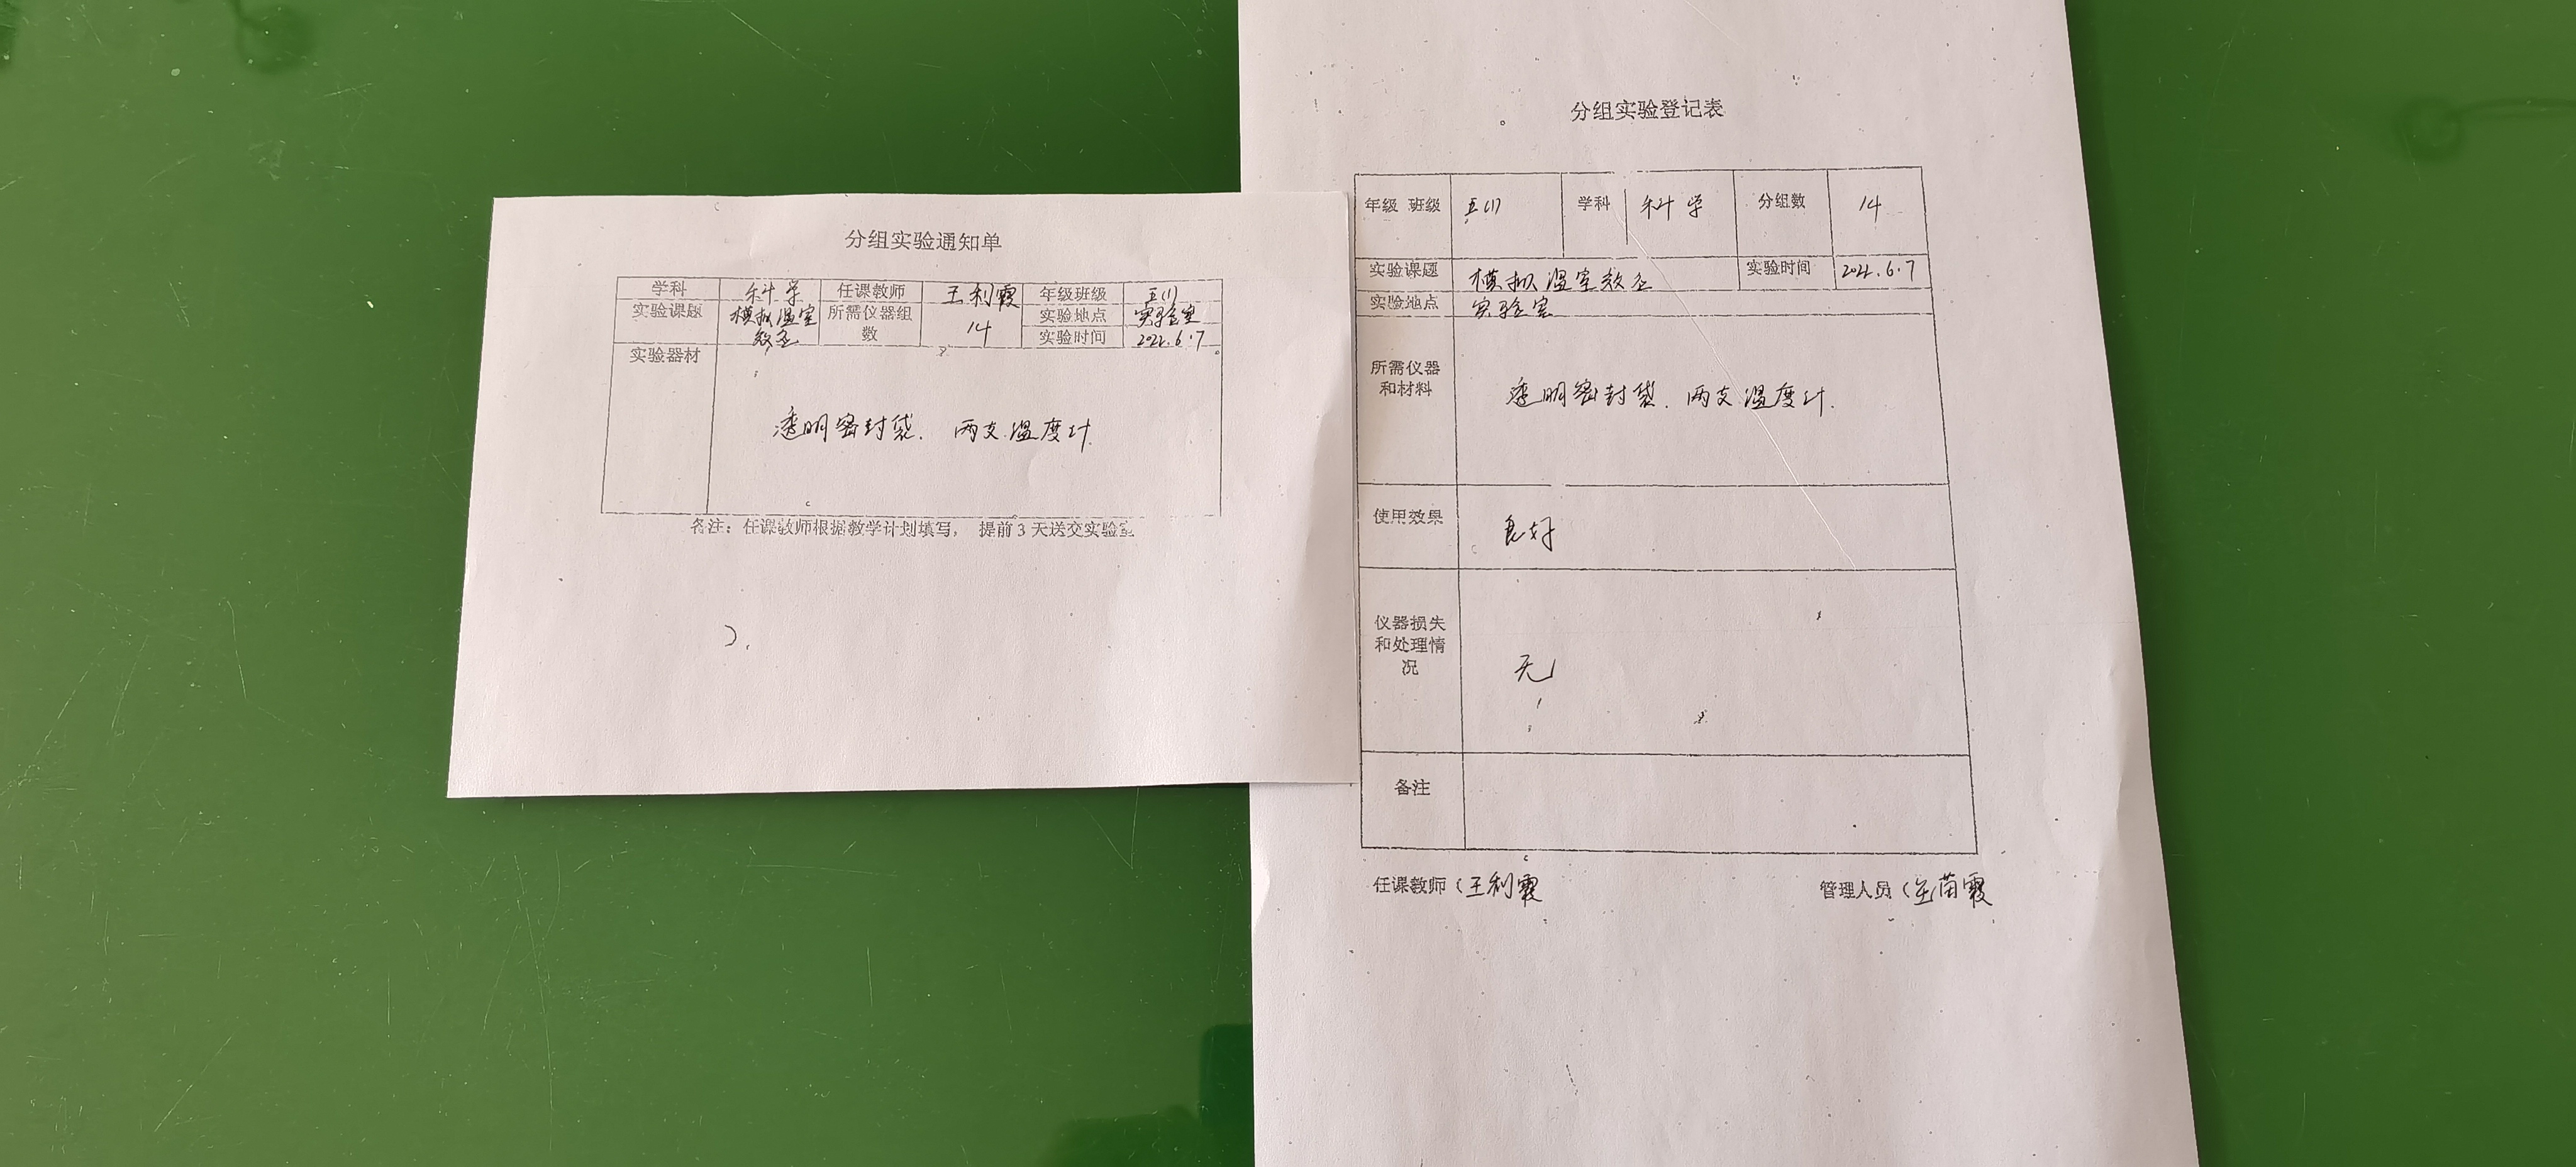 分组实验通知单
学科 科学 任课教师 王利霞 年级班级 五(1)
实验课题 模拟温室效应 所需仪器组数 14 实验地点 实验室
实验时间 2022.6.7
实验器材 透明密封袋. 两支温度计
备注：任课教师根据教学计划填写， 提前3天送交实验室
分组实验登记表
年级 班级 五(1) 学科 科学 分组数 14
实验课题 模拟温室效应 实验时间 2022.6.7
实验地点 实验室
所需仪器和材料 透明密封袋. 两支温度计.
使用效果 良好
仪器损失和处理情况 无
备注
任课教师（王利霞 管理人员（